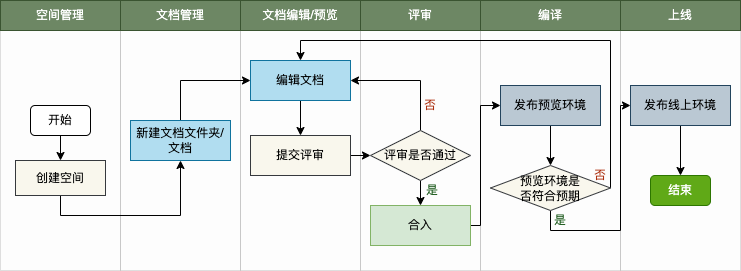 空间管理
文档管理
文档编辑/预览
评审
编译
上线
开始
创建空间
新建文档文件夹/
文档
编辑文档
提交评审
否
评审是否通过
是
合入
发布预览环境
否
预览环境是
否符合预期
是
发布线上环境
结束